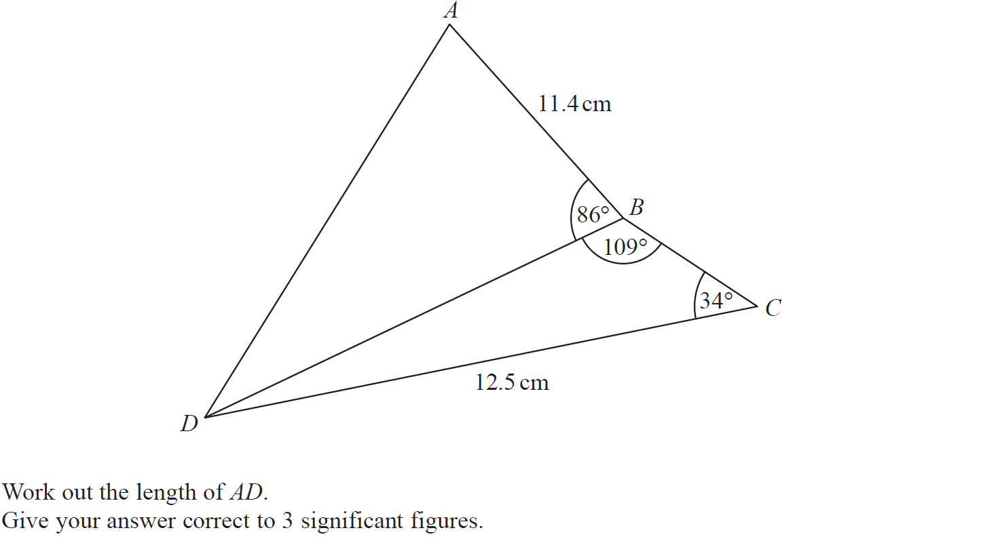 A
11.4 cm
B
86°
109°
34°
C
12.5 cm
D
Work out the length of AD.
Give your answer correct to 3 significant figures.